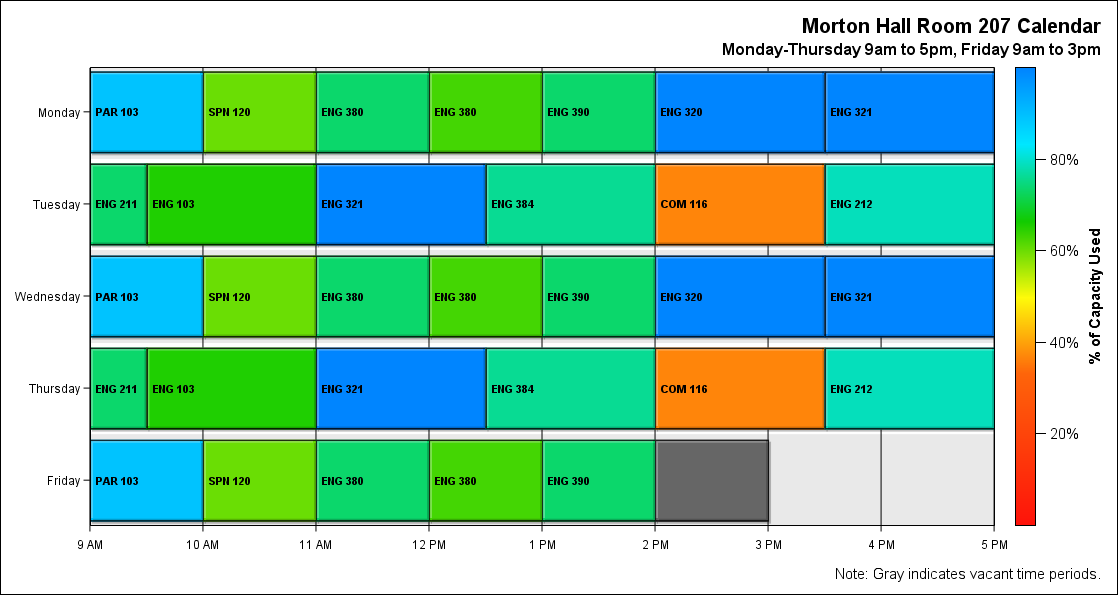 Morton Hall Room 207 Calendar
Monday-Thursday 9am to 5pm, Friday 9am to 3pm
Monday PAR 103 SPN 120 ENG 380 ENG 380 ENG 390 ENG 320 ENG 321
Tuesday ENG 211 ENG 103 ENG 321 ENG 384 COM 116 ENG 212
Wednesday PAR 103 SPN 120 ENG 380 ENG 380 ENG 390 ENG 320 ENG 321
Thursday ENG 211 ENG 103 ENG 321 ENG 384 COM 116 ENG 212
Friday PAR 103 SPN 120 ENG 380 ENG 380 ENG 390
9 AM 10 AM 11 AM 12 PM 1 PM 2 PM 3 PM 4 PM 5 PM
80%
60%
40%
20%
% of Capacity Used
Note: Gray indicates vacant time periods.